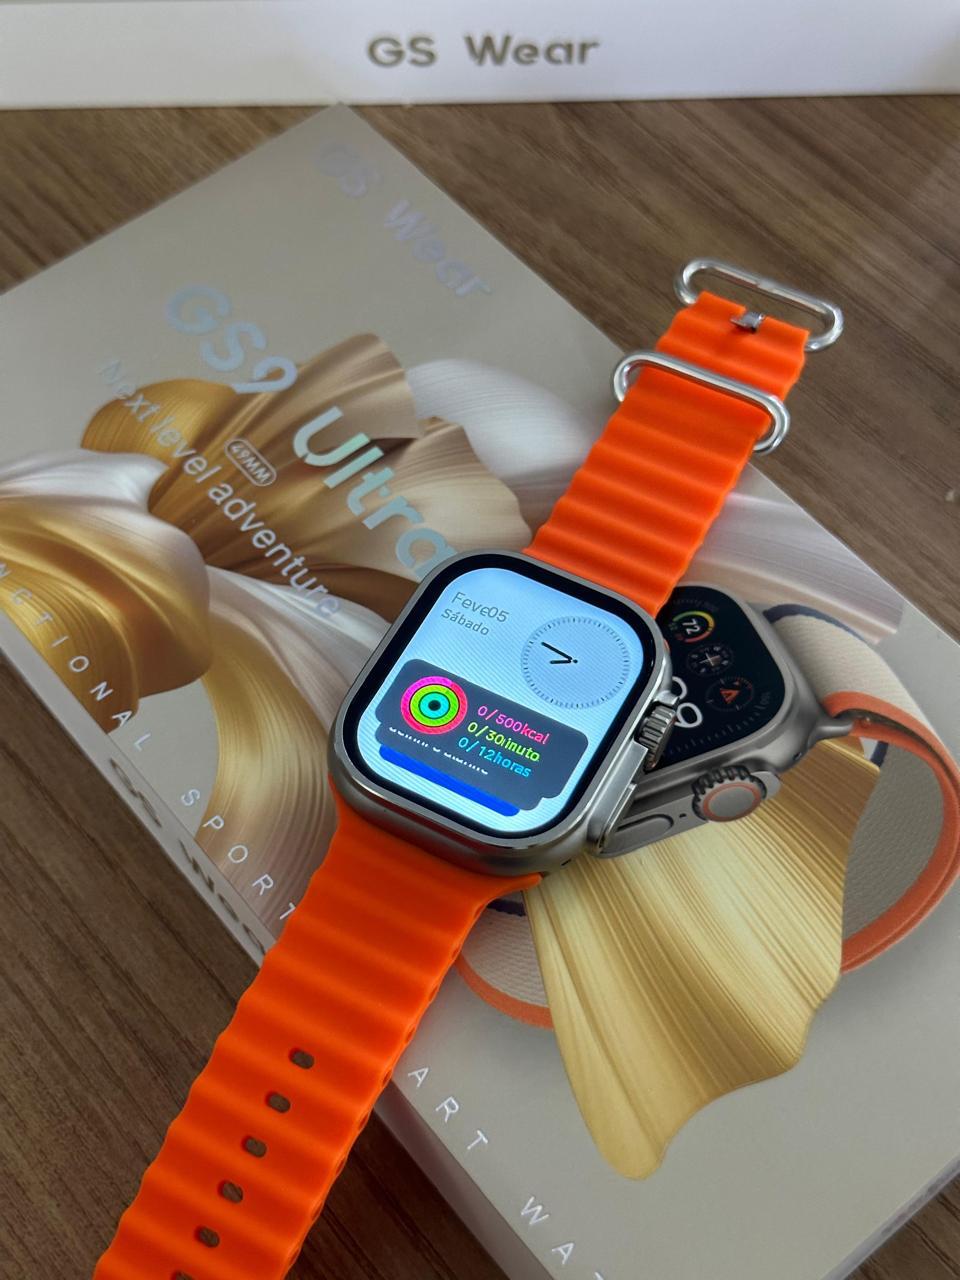 GS Wear
GS Wear
GS9
Ultra
49MM
Next level adventure
Feve05
Sábado
0/500kcal
0/30inuto
0/12horas
72
SPORT
ART WA